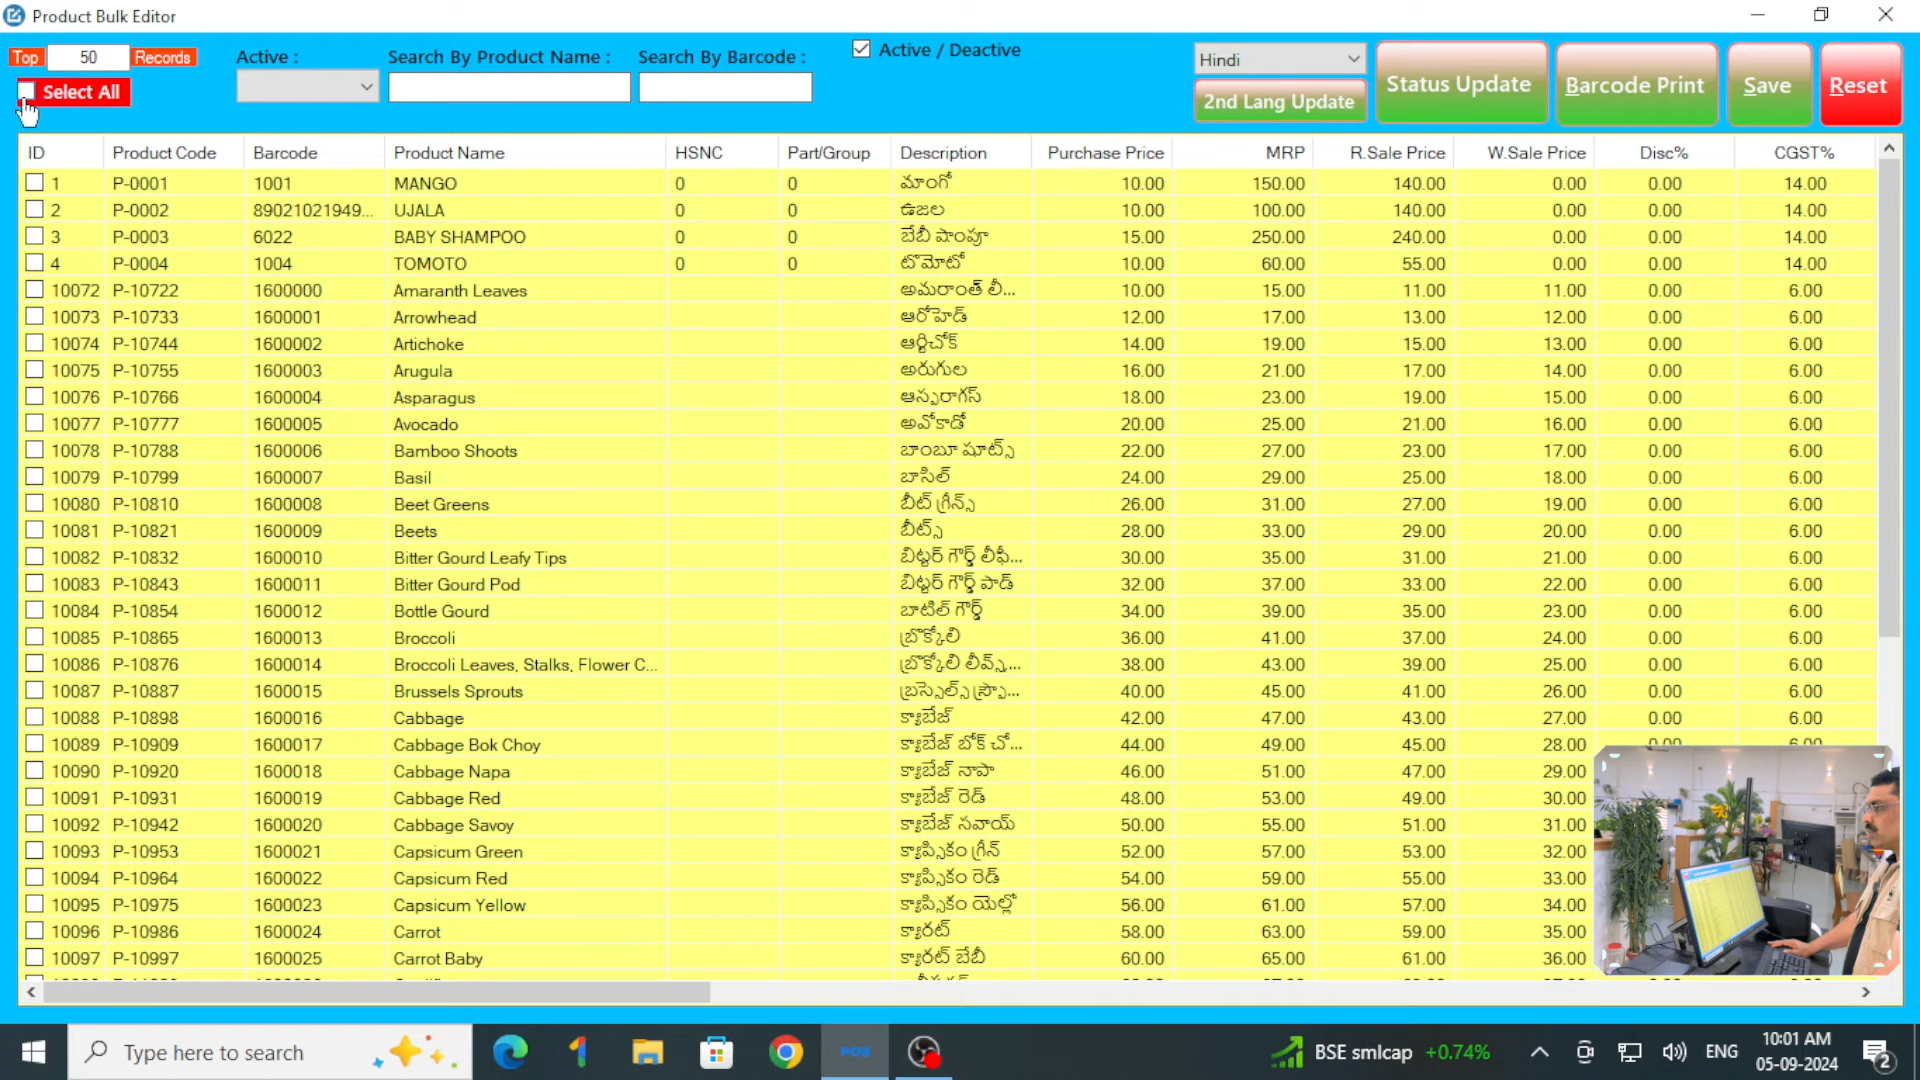 Product Bulk Editor
Top 50 Records
Active :
Search By Product Name :
Search By Barcode :
Active / Deactive
Hindi
Status Update
Barcode Print
Save
Reset
Select All
2nd Lang Update
ID Product Code Barcode Product Name HSNC Part/Group Description Purchase Price MRP R.Sale Price W.Sale Price Disc% CGST%
1 P-0001 1001 MANGO 0 0 మాంగో 10.00 150.00 140.00 0.00 0.00 14.00
2 P-0002 89021021949... UJALA 0 0 ఉజల 10.00 100.00 140.00 0.00 0.00 14.00
3 P-0003 6022 BABY SHAMPOO 0 0 బేబీ షాంపూ 15.00 250.00 240.00 0.00 0.00 14.00
4 P-0004 1004 TOMOTO 0 0 టొమోటో 10.00 60.00 55.00 0.00 0.00 14.00
10072 P-10722 1600000 Amaranth Leaves అమరాంత్ లీ... 10.00 15.00 11.00 11.00 0.00 6.00
10073 P-10733 1600001 Arrowhead ఆరోహెడ్ 12.00 17.00 13.00 12.00 0.00 6.00
10074 P-10744 1600002 Artichoke ఆర్టిచోక్ 14.00 19.00 15.00 13.00 0.00 6.00
10075 P-10755 1600003 Arugula అరుగుల 16.00 21.00 17.00 14.00 0.00 6.00
10076 P-10766 1600004 Asparagus ఆస్పరాగస్ 18.00 23.00 19.00 15.00 0.00 6.00
10077 P-10777 1600005 Avocado అవోకాడో 20.00 25.00 21.00 16.00 0.00 6.00
10078 P-10788 1600006 Bamboo Shoots బాంబూ షూట్స్ 22.00 27.00 23.00 17.00 0.00 6.00
10079 P-10799 1600007 Basil బాసిల్ 24.00 29.00 25.00 18.00 0.00 6.00
10080 P-10810 1600008 Beet Greens బీట్ గ్రీన్స్ 26.00 31.00 27.00 19.00 0.00 6.00
10081 P-10821 1600009 Beets బీట్స్ 28.00 33.00 29.00 20.00 0.00 6.00
10082 P-10832 1600010 Bitter Gourd Leafy Tips బిట్టర్ గౌర్డ్ లీఫీ... 30.00 35.00 31.00 21.00 0.00 6.00
10083 P-10843 1600011 Bitter Gourd Pod బిట్టర్ గౌర్డ్ పాడ్ 32.00 37.00 33.00 22.00 0.00 6.00
10084 P-10854 1600012 Bottle Gourd బాటిల్ గౌర్డ్ 34.00 39.00 35.00 23.00 0.00 6.00
10085 P-10865 1600013 Broccoli బ్రొక్కోలి 36.00 41.00 37.00 24.00 0.00 6.00
10086 P-10876 1600014 Broccoli Leaves, Stalks, Flower C... బ్రొక్కోలి లీవ్స్,... 38.00 43.00 39.00 25.00 0.00 6.00
10087 P-10887 1600015 Brussels Sprouts బ్రస్సెల్స్ స్ప్రౌ... 40.00 45.00 41.00 26.00 0.00 6.00
10088 P-10898 1600016 Cabbage క్యాబేజ్ 42.00 47.00 43.00 27.00 0.00 6.00
10089 P-10909 1600017 Cabbage Bok Choy క్యాబేజ్ బోక్ చో... 44.00 49.00 45.00 28.00 0.00 6.00
10090 P-10920 1600018 Cabbage Napa క్యాబేజ్ నాపా 46.00 51.00 47.00 29.00
10091 P-10931 1600019 Cabbage Red క్యాబేజ్ రెడ్ 48.00 53.00 49.00 30.00
10092 P-10942 1600020 Cabbage Savoy క్యాబేజ్ సవాయ్ 50.00 55.00 51.00 31.00
10093 P-10953 1600021 Capsicum Green క్యాప్సికం గ్రీన్ 52.00 57.00 53.00 32.00
10094 P-10964 1600022 Capsicum Red క్యాప్సికం రెడ్ 54.00 59.00 55.00 33.00
10095 P-10975 1600023 Capsicum Yellow క్యాప్సికం యెల్లో 56.00 61.00 57.00 34.00
10096 P-10986 1600024 Carrot క్యారట్ 58.00 63.00 59.00 35.00
10097 P-10997 1600025 Carrot Baby క్యారట్ బేబీ 60.00 65.00 61.00 36.00
Type here to search
POS
BSE smlcap +0.74%
ENG
10:01 AM
05-09-2024
2